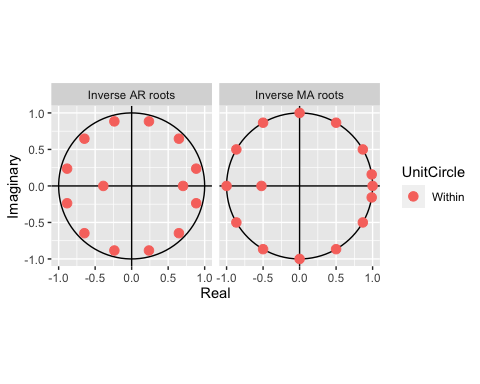 Inverse AR roots
Inverse MA roots
1.0
0.5
0.0
-0.5
-1.0
Imaginary
-1.0 -0.5 0.0 0.5 1.0
-1.0 -0.5 0.0 0.5 1.0
Real
UnitCircle
Within